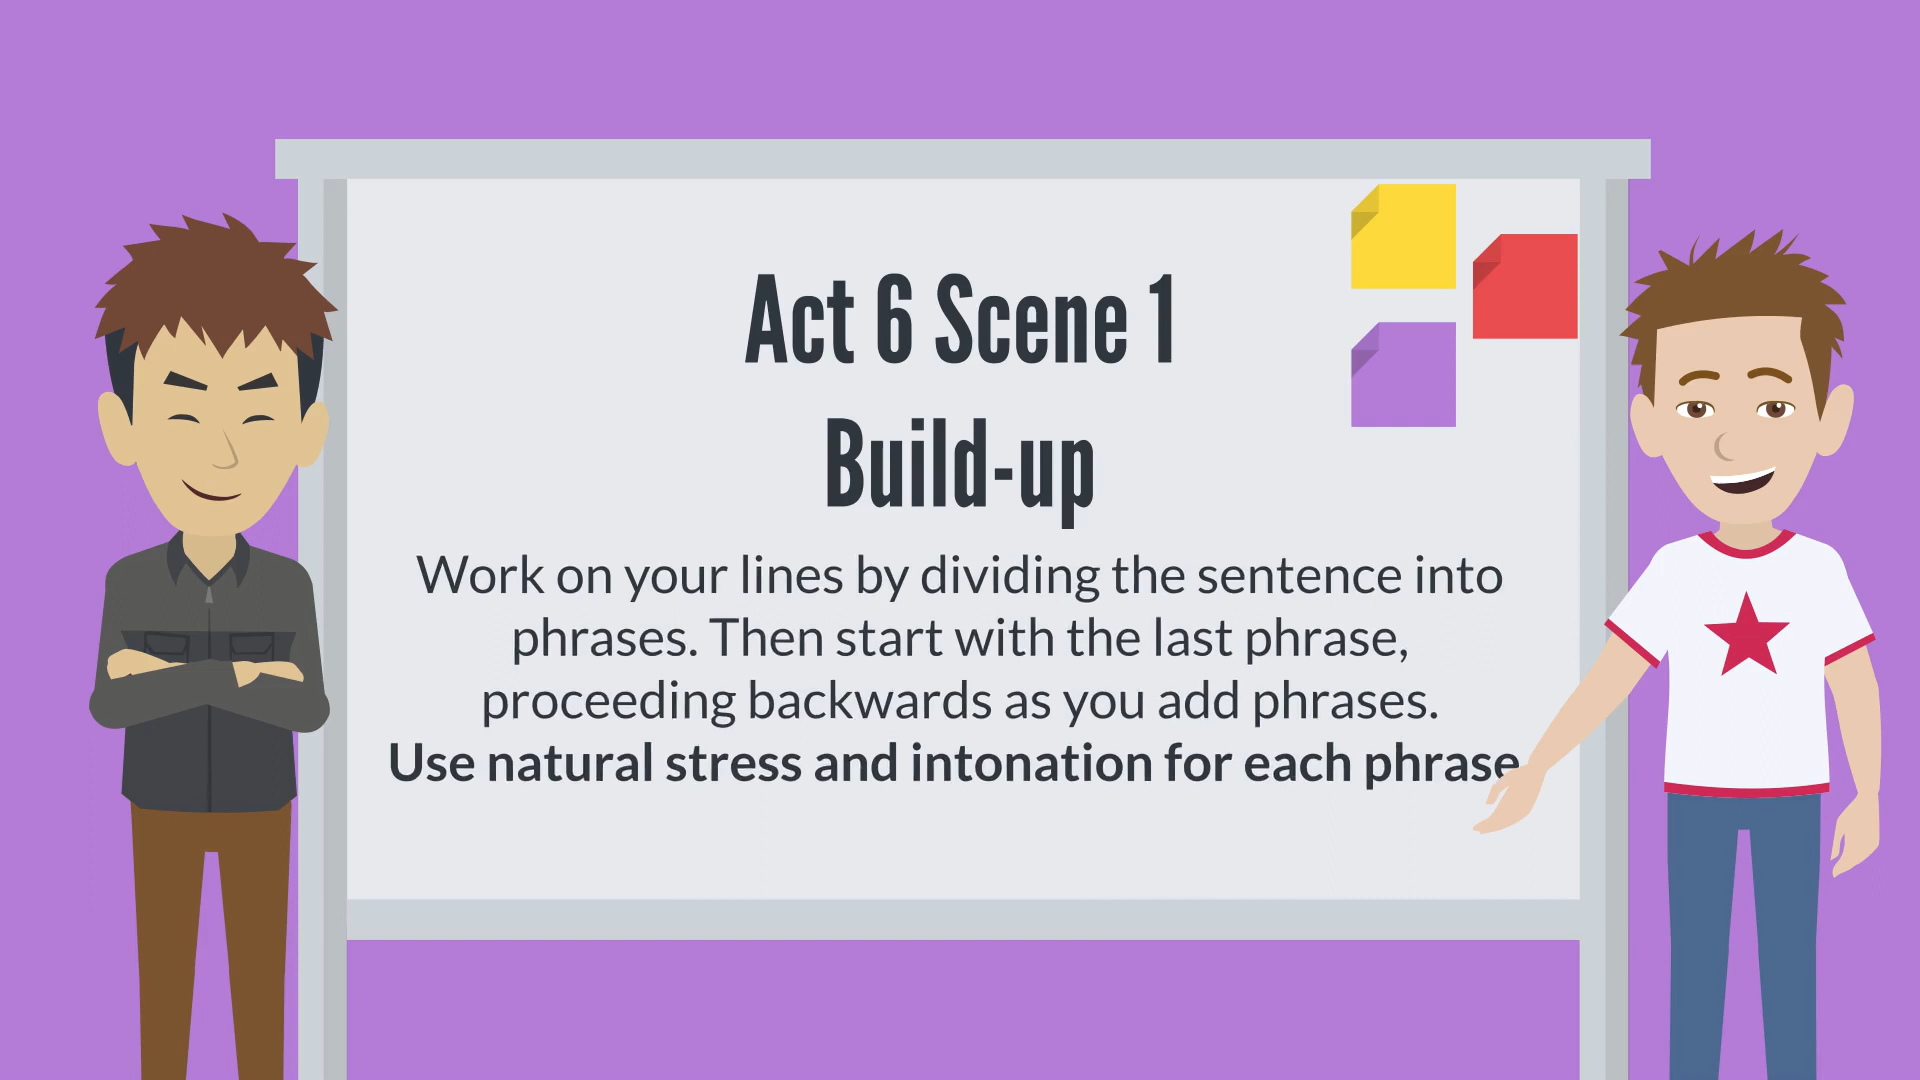 Act 6 Scene 1
Build-up
Work on your lines by dividing the sentence into
phrases. Then start with the last phrase,
proceeding backwards as you add phrases.
Use natural stress and intonation for each phrase